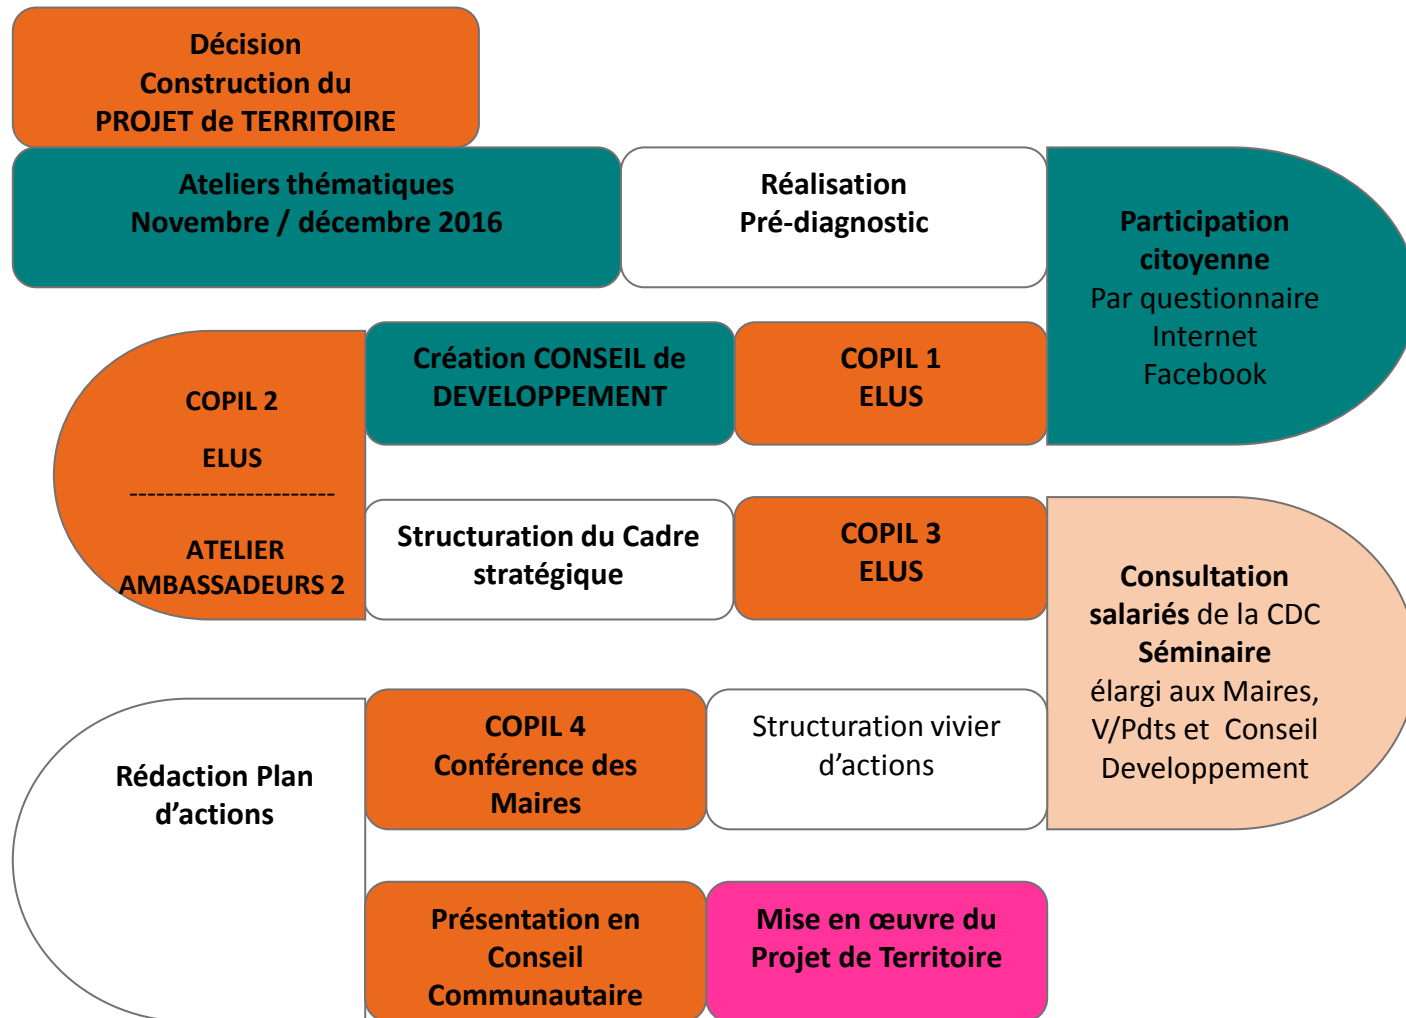 Décision
Construction du
PROJET de TERRITOIRE
Ateliers thématiques
Novembre / décembre 2016
Réalisation
Pré-diagnostic
Participation
citoyenne
Par questionnaire
Internet
Facebook
COPIL 1
ELUS
Création CONSEIL de
DEVELOPPEMENT
COPIL 2
ELUS
-----------------------
ATELIER
AMBASSADEURS 2
Structuration du Cadre
stratégique
COPIL 3
ELUS
Consultation
salariés de la CDC
Séminaire
élargi aux Maires,
V/Pdts et Conseil
Developpement
Structuration vivier
d’actions
COPIL 4
Conférence des
Maires
Rédaction Plan
d’actions
Présentation en
Conseil
Communautaire
Mise en œuvre du
Projet de Territoire